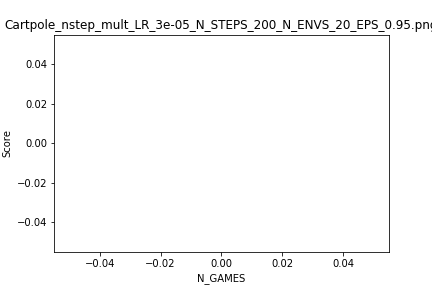 Cartpole_nstep_mult_LR_3e-05_N_STEPS_200_N_ENVS_20_EPS_0.95.png
0.04
0.02
0.00
−0.02
−0.04
Score
−0.04 −0.02 0.00 0.02 0.04
N_GAMES